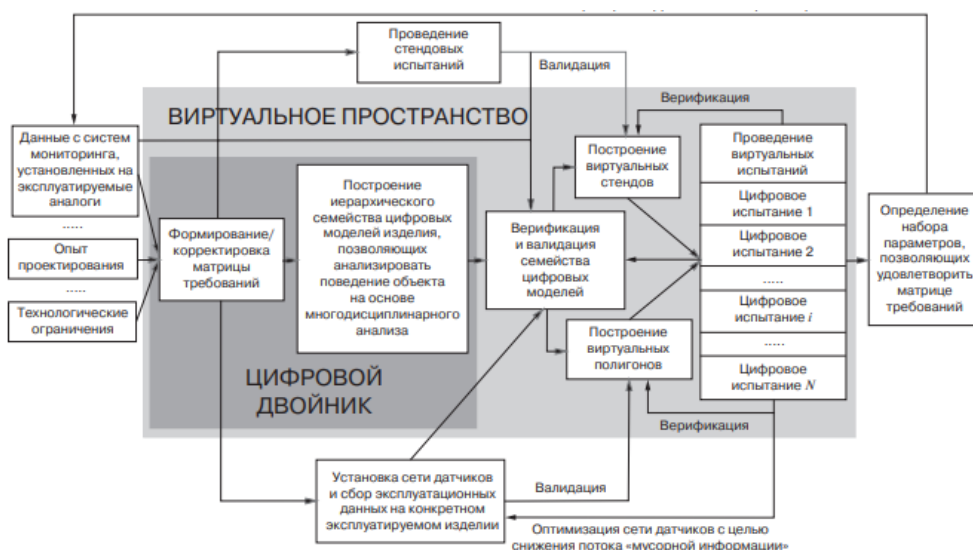 Проведение
стендовых
испытаний
Валидация
ВИРТУАЛЬНОЕ ПРОСТРАНСТВО
Верификация
Данные с систем
мониторинга,
установленных на
эксплуатируемые
аналоги
.....
Опыт
проектирования
.....
Технологические
ограничения
Формирование/
корректировка
матрицы
требований
Построение
иерархического
семейства цифровых
моделей изделия,
позволяющих
анализировать
поведение объекта
на основе
многодисциплинарного
анализа
ЦИФРОВОЙ
ДВОЙНИК
Верификация
и валидация
семейства
цифровых
моделей
Построение
виртуальных
стендов
Построение
виртуальных
полигонов
Проведение
виртуальных
испытаний
Цифровое
испытание 1
Цифровое
испытание 2
.....
Цифровое
испытание i
.....
Цифровое
испытание N
Определение
набора
параметров,
позволяющих
удовлетворить
матрице
требований
Верификация
Установка сети датчиков
и сбор эксплуатационных
данных на конкретном
эксплуатируемом изделии
Валидация
Оптимизация сети датчиков с целью
снижения потока «мусорной информации»